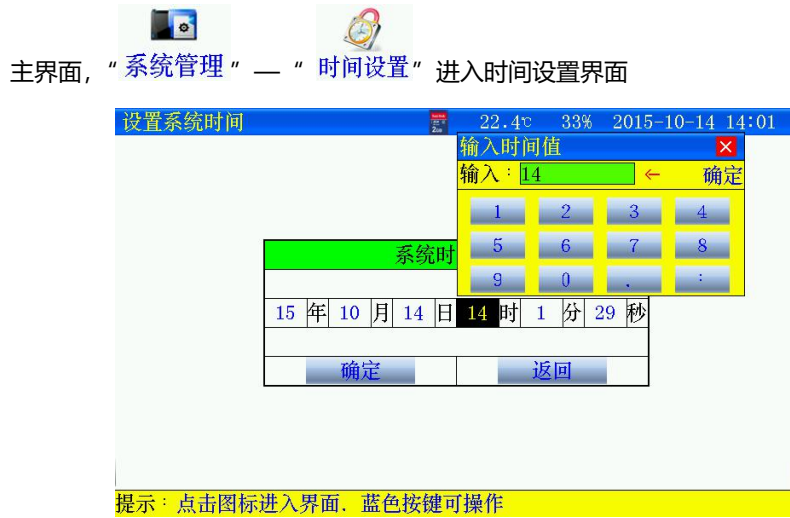 主界面，“系统管理”—“时间设置”进入时间设置界面
设置系统时间 22.4℃ 33% 2015-10-14 14:01
输入时间值
输入：14 ← 确定
1 2 3 4
5 6 7 8
9 0 . :
系统时
15 年 10 月 14 日 14 时 1 分 29 秒
确定 返回
提示：点击图标进入界面. 蓝色按键可操作